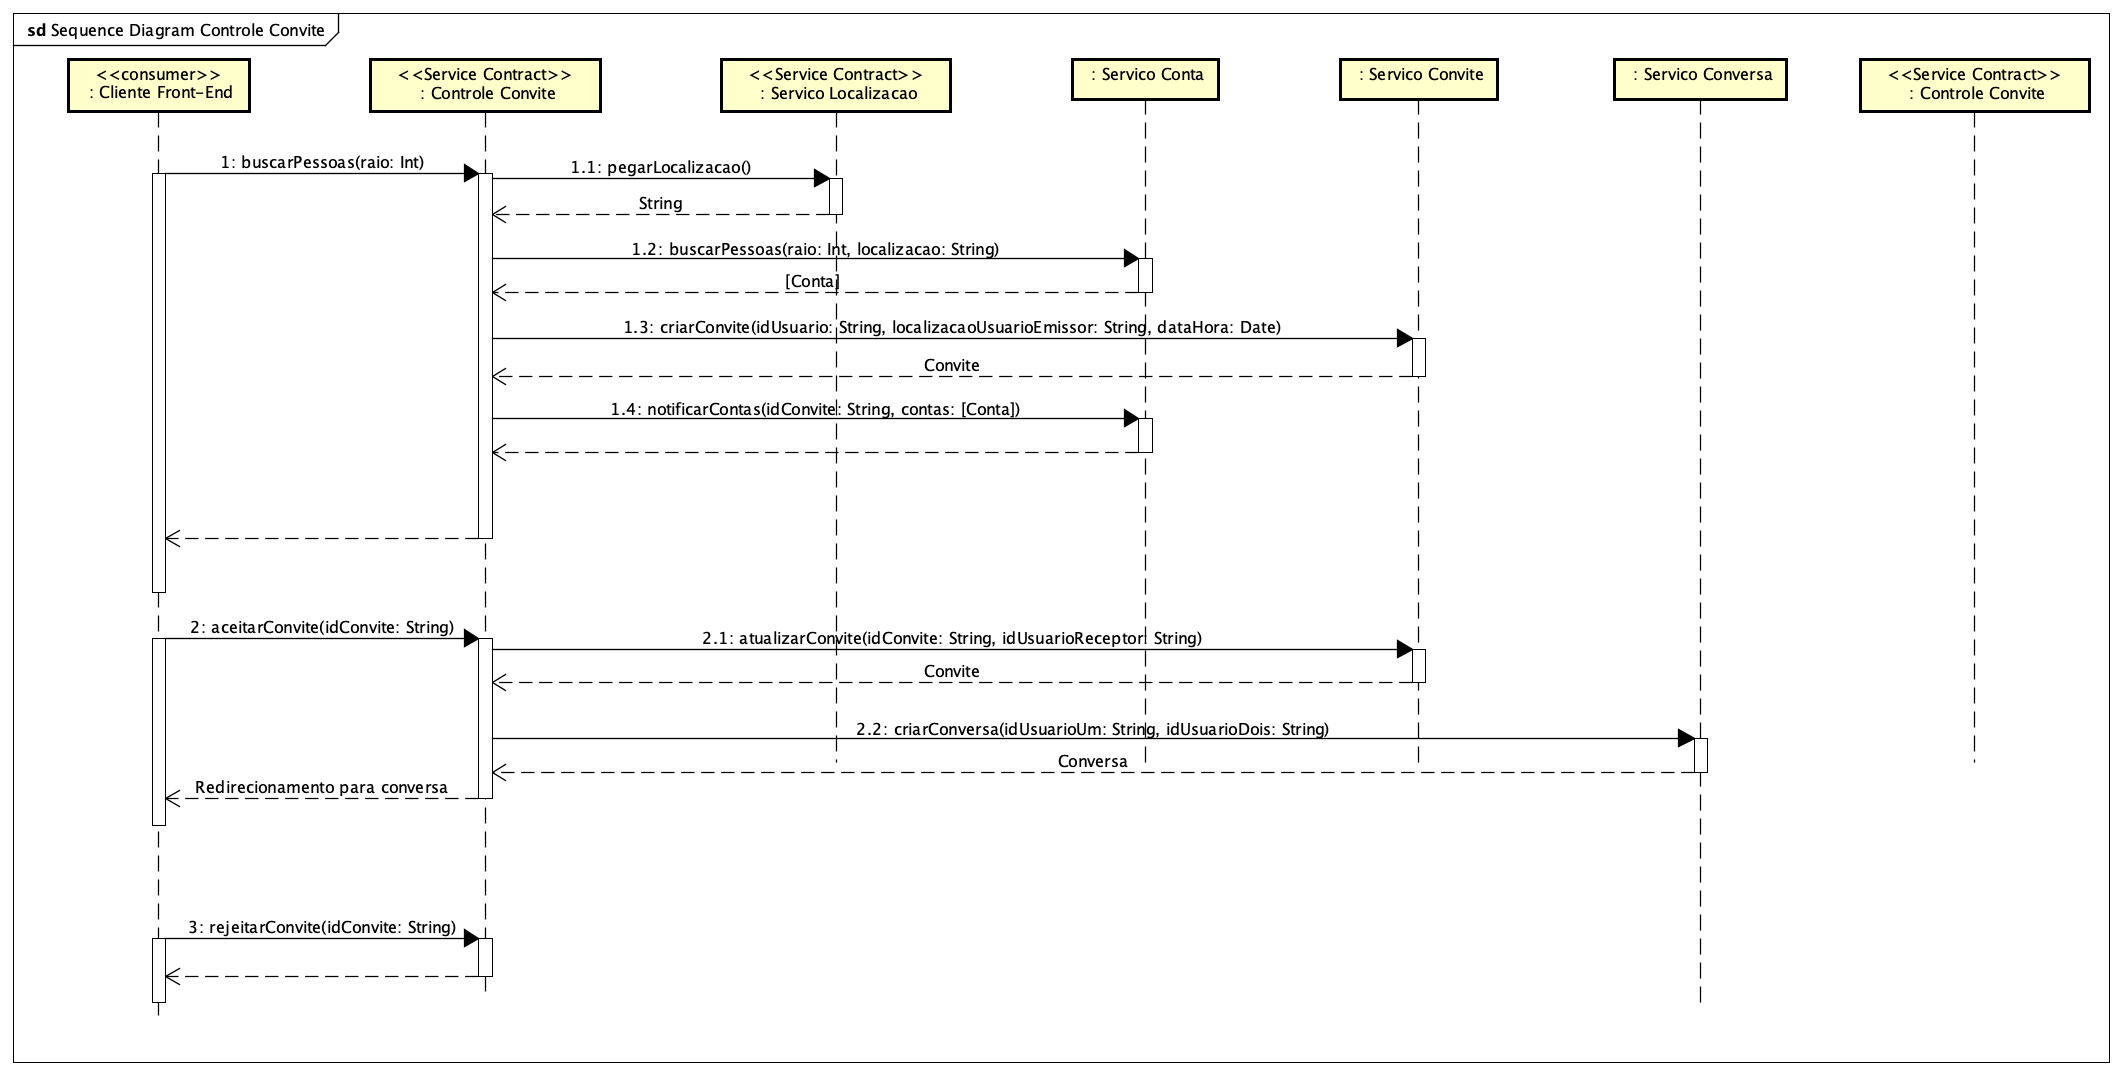 sd Sequence Diagram Controle Convite
<<consumer>>
: Cliente Front-End
<<Service Contract>>
: Controle Convite
<<Service Contract>>
: Servico Localizacao
: Servico Conta
: Servico Convite
: Servico Conversa
<<Service Contract>>
: Controle Convite
1: buscarPessoas(raio: Int)
1.1: pegarLocalizacao()
String
1.2: buscarPessoas(raio: Int, localizacao: String)
[Conta]
1.3: criarConvite(idUsuario: String, localizacaoUsuarioEmissor: String, dataHora: Date)
Convite
1.4: notificarContas(idConvite: String, contas: [Conta])
2: aceitarConvite(idConvite: String)
2.1: atualizarConvite(idConvite: String, idUsuarioReceptor: String)
Convite
2.2: criarConversa(idUsuarioUm: String, idUsuarioDois: String)
Conversa
Redirecionamento para conversa
3: rejeitarConvite(idConvite: String)